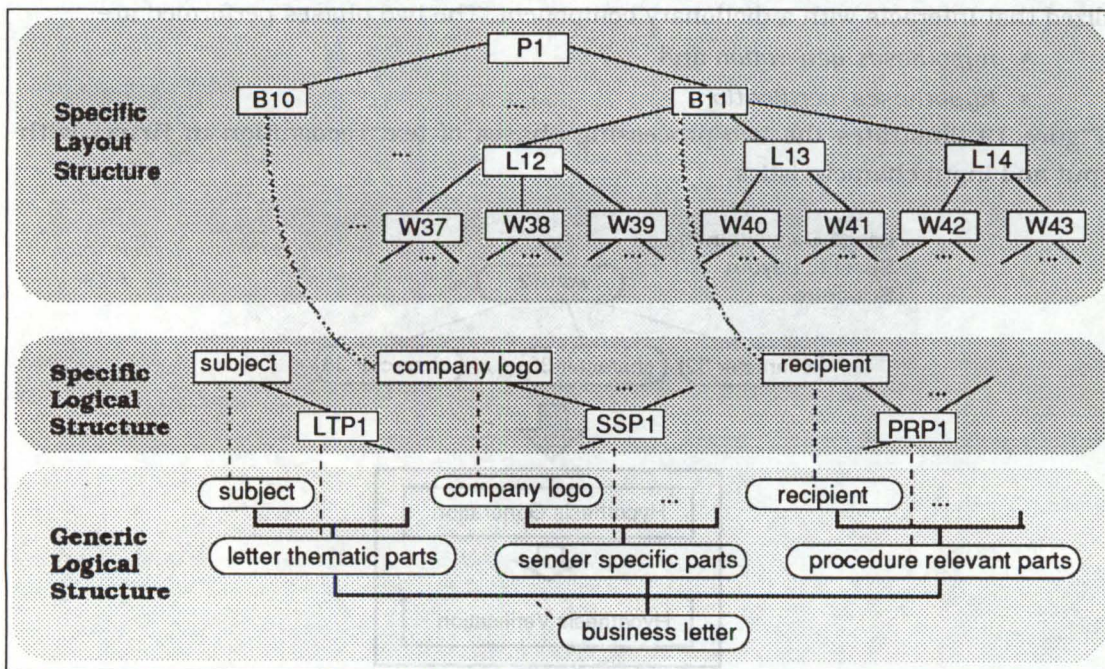 P1
B10 ... B11
Specific
Layout
Structure
... L12 L13 L14
... W37 W38 W39 W40 W41 W42 W43
... ... ... ... ... ... ...
Specific
Logical
Structure
subject company logo ... recipient ...
LTP1 SSP1 PRP1
Generic
Logical
Structure
subject company logo ... recipient ...
letter thematic parts sender specific parts procedure relevant parts
business letter